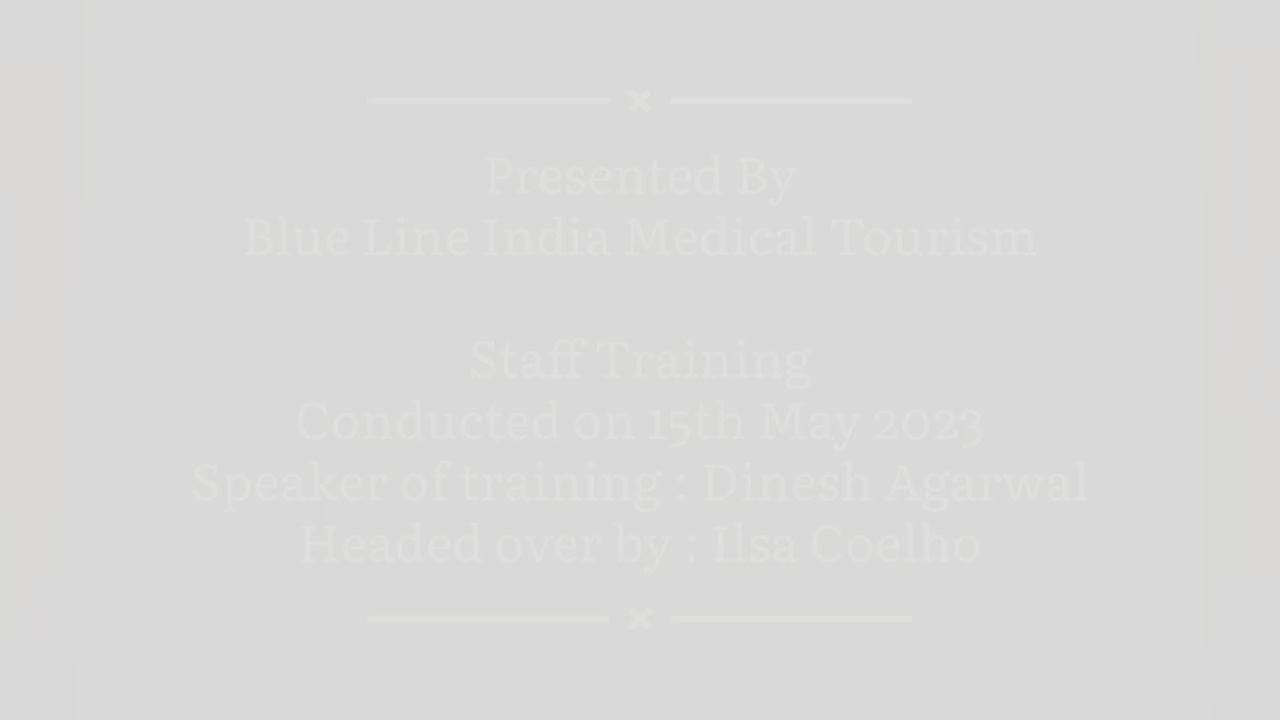 Presented By
Blue Line India Medical Tourism
Staff Training
Conducted on 15th May 2023
Speaker of training : Dinesh Agarwal
Headed over by : Ilsa Coelho